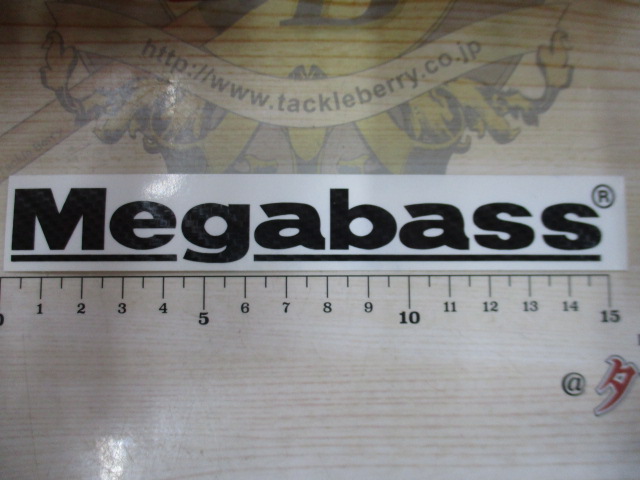 http://www.tackleberry.co.jp
Megabass®
1 2 3 4 5 6 7 8 9 10 11 12 13 14 15
@ タ